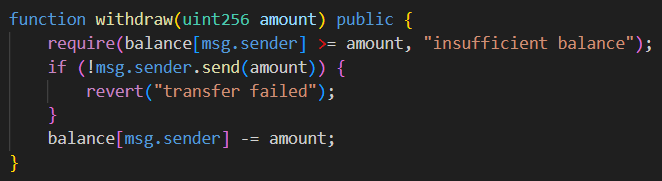 function withdraw(uint256 amount) public {
    require(balance[msg.sender] >= amount, "insufficient balance");
    if (!msg.sender.send(amount)) {
        revert("transfer failed");
    }
    balance[msg.sender] -= amount;
}